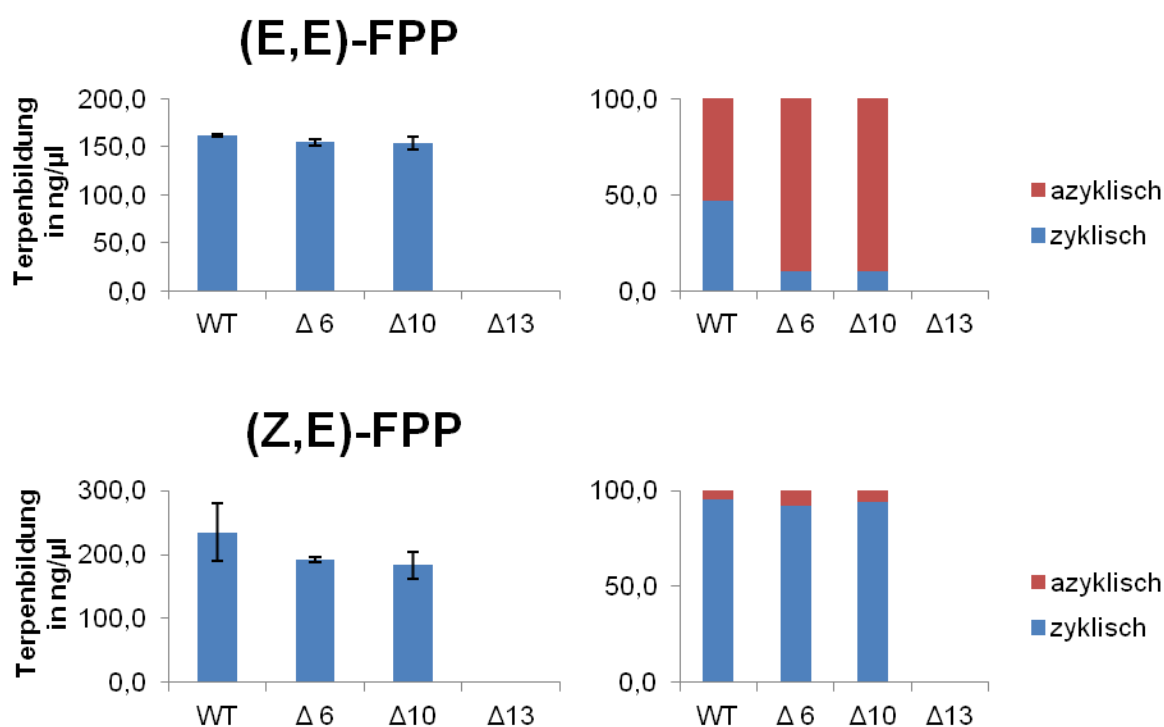 (E,E)-FPP
Terpenbildung
in ng/µl
200,0
150,0
100,0
50,0
0,0
WT Δ 6 Δ10 Δ13
100,0
50,0
0,0
WT Δ 6 Δ10 Δ13
azyklisch
zyklisch
(Z,E)-FPP
Terpenbildung
in ng/µl
300,0
200,0
100,0
0,0
WT Δ 6 Δ10 Δ13
100,0
50,0
0,0
WT Δ 6 Δ10 Δ13
azyklisch
zyklisch